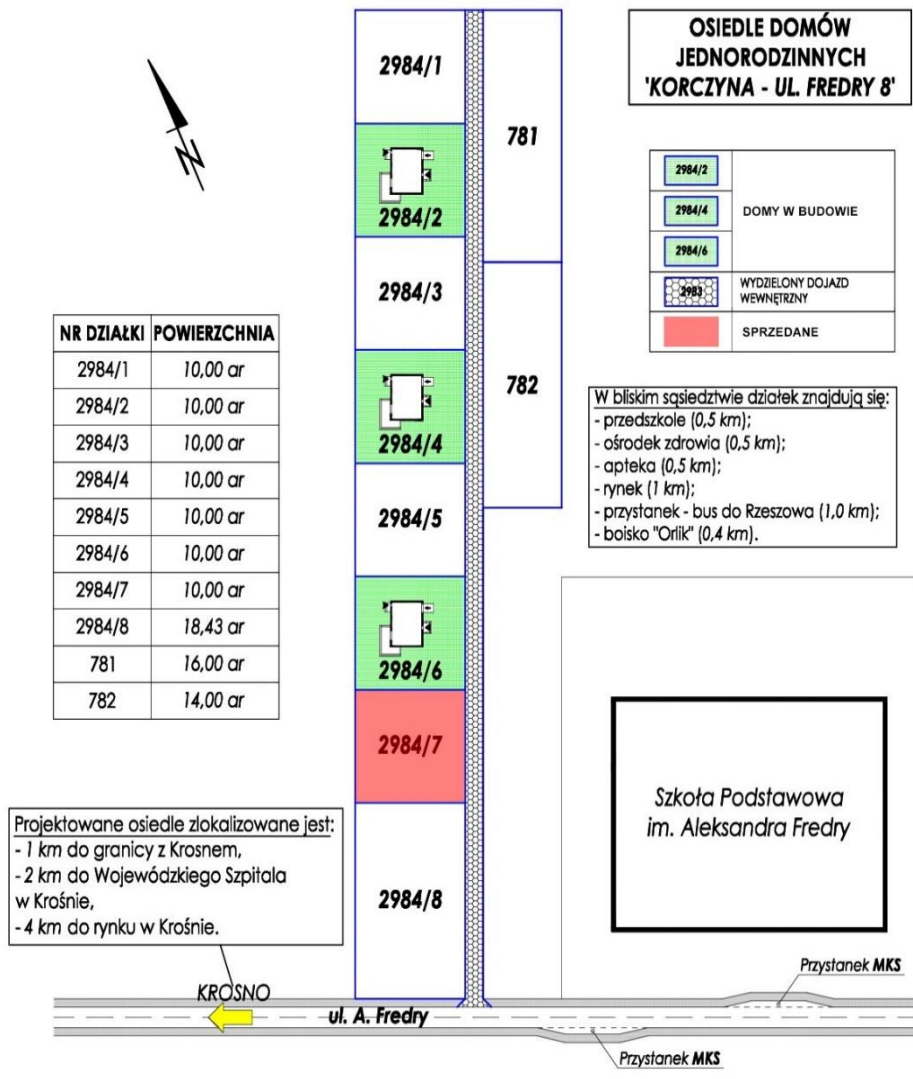 OSIEDLE DOMÓW
JEDNORODZINNYCH
'KORCZYNA - UL. FREDRY 8'
N
2984/1
2984/2
2984/3
2984/4
2984/5
2984/6
2984/7
2984/8
781
782
2984/2
2984/4
2984/6
DOMY W BUDOWIE
2983
WYDZIELONY DOJAZD
WEWNĘTRZNY
SPRZEDANE
NR DZIAŁKI POWIERZCHNIA
2984/1 10,00 ar
2984/2 10,00 ar
2984/3 10,00 ar
2984/4 10,00 ar
2984/5 10,00 ar
2984/6 10,00 ar
2984/7 10,00 ar
2984/8 18,43 ar
781 16,00 ar
782 14,00 ar
W bliskim sąsiedztwie działek znajdują się:
- przedszkole (0,5 km);
- ośrodek zdrowia (0,5 km);
- apteka (0,5 km);
- rynek (1 km);
- przystanek - bus do Rzeszowa (1,0 km);
- boisko "Orlik" (0,4 km).
Szkoła Podstawowa
im. Aleksandra Fredry
Projektowane osiedle zlokalizowane jest:
- 1 km do granicy z Krosnem,
- 2 km do Wojewódzkiego Szpitala
w Krośnie,
- 4 km do rynku w Krośnie.
KROSNO
ul. A. Fredry
Przystanek MKS
Przystanek MKS